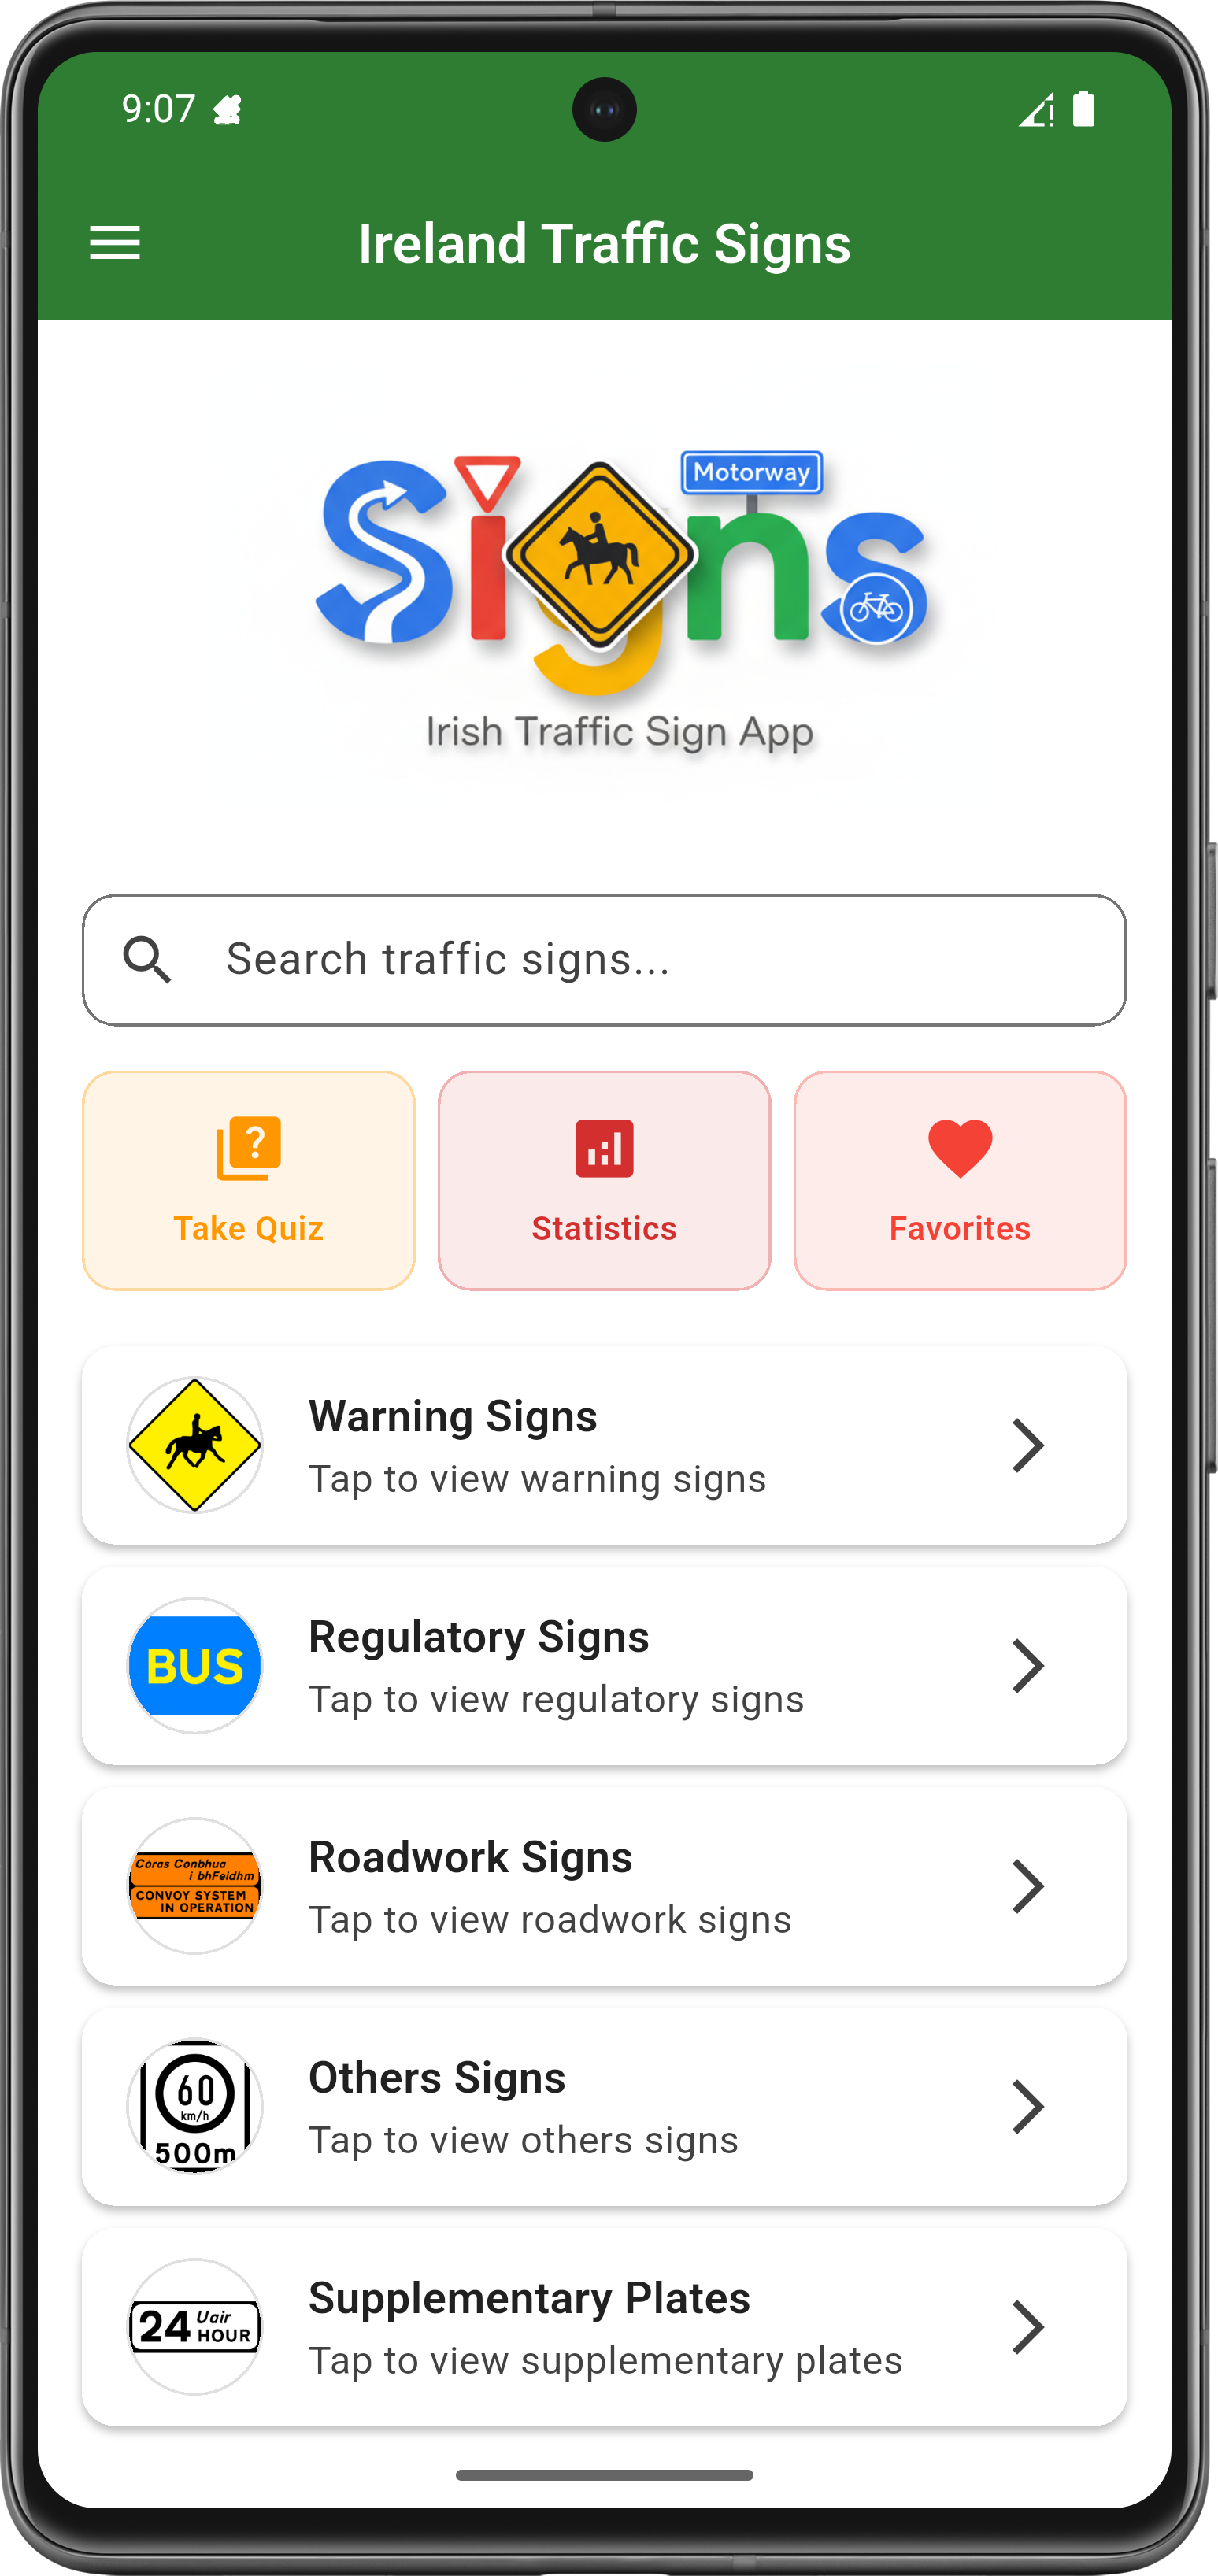 9:07
Ireland Traffic Signs
Motorway
Signs
Irish Traffic Sign App
Search traffic signs...
Take Quiz
Statistics
Favorites
Warning Signs
Tap to view warning signs
BUS
Regulatory Signs
Tap to view regulatory signs
Córas Conbhua
i bhFeidhm
CONVOY SYSTEM
IN OPERATION
Roadwork Signs
Tap to view roadwork signs
60
km/h
500m
Others Signs
Tap to view others signs
24 Uair
HOUR
Supplementary Plates
Tap to view supplementary plates